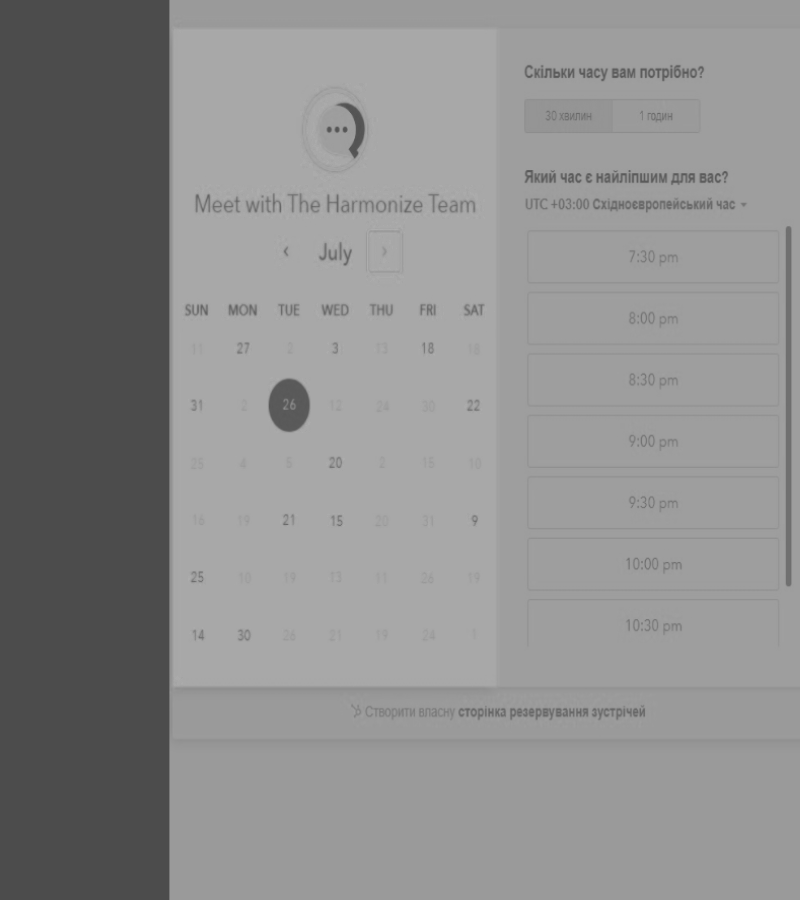 Meet with The Harmonize Team
‹ July ›
SUN MON TUE WED THU FRI SAT
11 27 2 3 13 18 18
31 2 26 12 24 30 22
25 4 6 20 2 15 10
16 19 21 15 20 31 9
25 10 19 13 11 26 19
14 30 26 21 19 24 1
Скільки часу вам потрібно?
30 хвилин 1 годин
Який час є найліпшим для вас?
UTC +03:00 Східноєвропейський час
7:30 pm
8:00 pm
8:30 pm
9:00 pm
9:30 pm
10:00 pm
10:30 pm
Створити власну сторінка резервування зустрічей